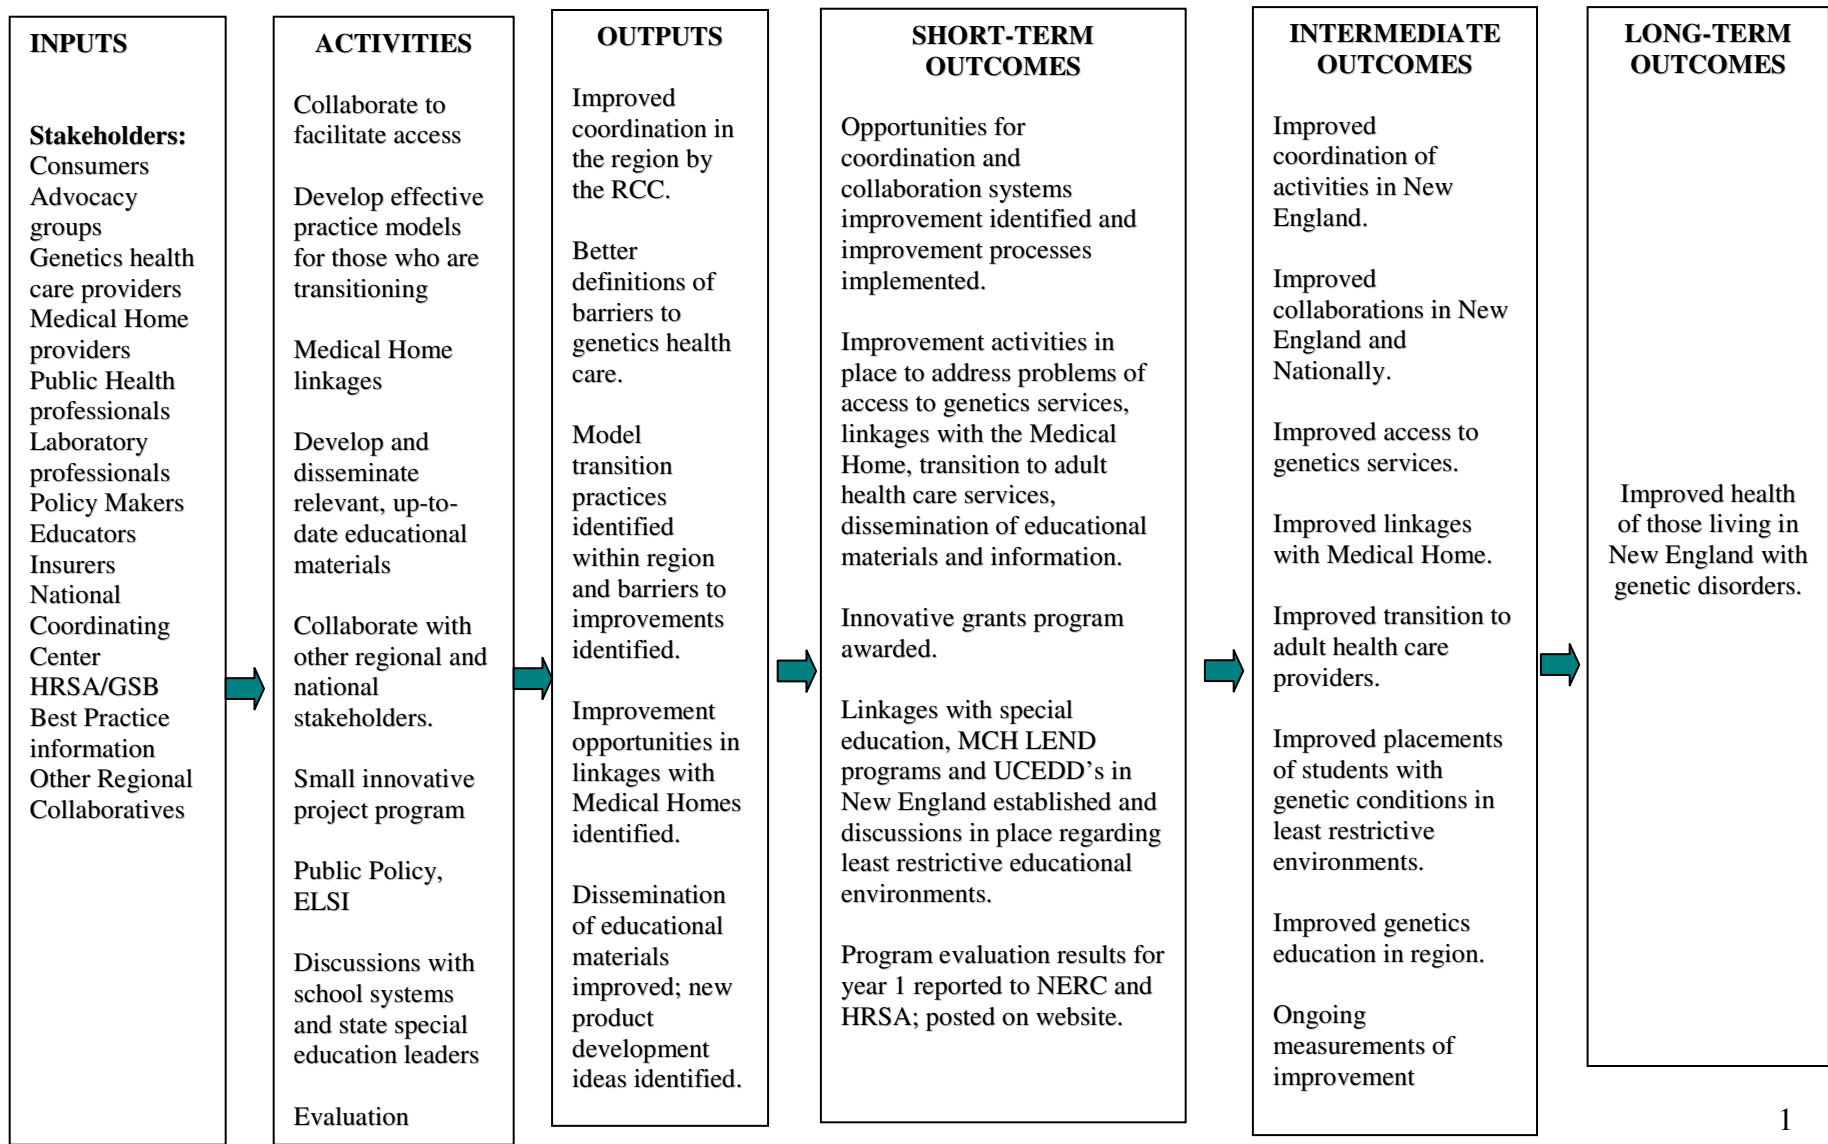 INPUTS
Stakeholders:
Consumers
Advocacy
groups
Genetics health
care providers
Medical Home
providers
Public Health
professionals
Laboratory
professionals
Policy Makers
Educators
Insurers
National
Coordinating
Center
HRSA/GSB
Best Practice
information
Other Regional
Collaboratives
ACTIVITIES
Collaborate to
facilitate access
Develop effective
practice models
for those who are
transitioning
Medical Home
linkages
Develop and
disseminate
relevant, up-to-
date educational
materials
Collaborate with
other regional and
national
stakeholders.
Small innovative
project program
Public Policy,
ELSI
Discussions with
school systems
and state special
education leaders
Evaluation
OUTPUTS
Improved
coordination in
the region by
the RCC.
Better
definitions of
barriers to
genetics health
care.
Model
transition
practices
identified
within region
and barriers to
improvements
identified.
Improvement
opportunities in
linkages with
Medical Homes
identified.
Dissemination
of educational
materials
improved; new
product
development
ideas identified.
SHORT-TERM
OUTCOMES
Opportunities for
coordination and
collaboration systems
improvement identified and
improvement processes
implemented.
Improvement activities in
place to address problems of
access to genetics services,
linkages with the Medical
Home, transition to adult
health care services,
dissemination of educational
materials and information.
Innovative grants program
awarded.
Linkages with special
education, MCH LEND
programs and UCEDD’s in
New England established and
discussions in place regarding
least restrictive educational
environments.
Program evaluation results for
year 1 reported to NERC and
HRSA; posted on website.
INTERMEDIATE
OUTCOMES
Improved
coordination of
activities in New
England.
Improved
collaborations in New
England and
Nationally.
Improved access to
genetics services.
Improved linkages
with Medical Home.
Improved transition to
adult health care
providers.
Improved placements
of students with
genetic conditions in
least restrictive
environments.
Improved genetics
education in region.
Ongoing
measurements of
improvement
LONG-TERM
OUTCOMES
Improved health
of those living in
New England with
genetic disorders.
1